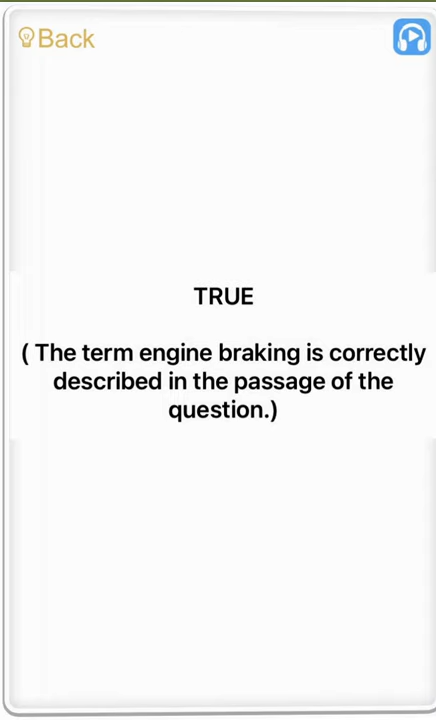 Back
TRUE
( The term engine braking is correctly
described in the passage of the
question.)